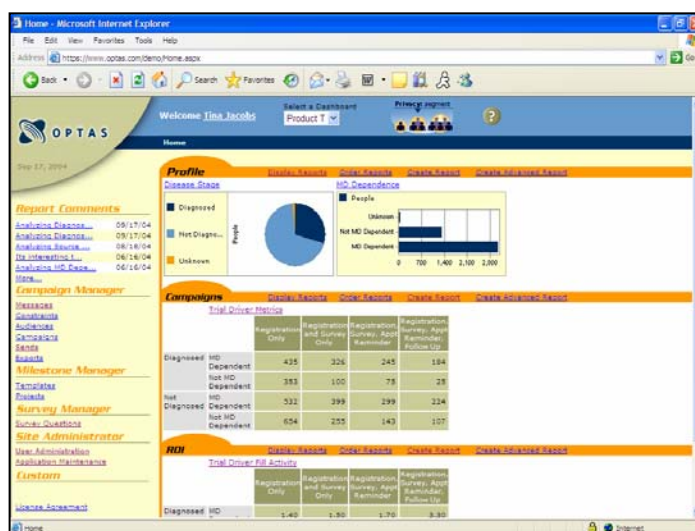 Home - Microsoft Internet Explorer
File Edit View Favorites Tools Help
Address https://www.optas.com/demo/Home.aspx Go
Back Search Favorites
OPTAS
Welcome Tina Jacobs
Select a Dashboard
Product T
Privacy segment
Home
Sep 17, 2004
Report Comments
Analyzing Diagnos... 09/17/04
Analyzing Diagnos... 09/17/04
Analyzing Source ... 08/18/04
Its interesting t... 06/16/04
Analyzing MD Depe... 06/16/04
More...
Campaign Manager
Messages
Constraints
Audiences
Campaigns
Sends
Exports
Milestone Manager
Templates
Projects
Survey Manager
Survey Questions
Site Administrator
User Administration
Application Maintenance
Custom
License Agreement
Profile Display Reports Order Reports Create Report Create Advanced Report
Disease Stage
Diagnosed
Not Diagno...
Unknown
People
MD Dependence
People
Unknown
Not MD Dependent
MD Dependent
0 700 1,400 2,100 2,800
Campaigns Display Reports Order Reports Create Report Create Advanced Report
Trial Driver Metrics
Registration Only
Registration and Survey Only
Registration, Survey, Appt Reminder
Registration, Survey, Appt Reminder, Follow Up
Diagnosed MD Dependent 435 326 245 184
Not MD Dependent 383 100 75 25
Not Diagnosed MD Dependent 532 399 299 224
Not MD Dependent 654 255 143 107
ROI Display Reports Order Reports Create Report Create Advanced Report
Trial Driver Fill Activity
Registration Only
Registration and Survey Only
Registration, Survey, Appt Reminder
Registration, Survey, Appt Reminder, Follow Up
Diagnosed MD 1.40 1.50 1.70 3.30
Home Internet